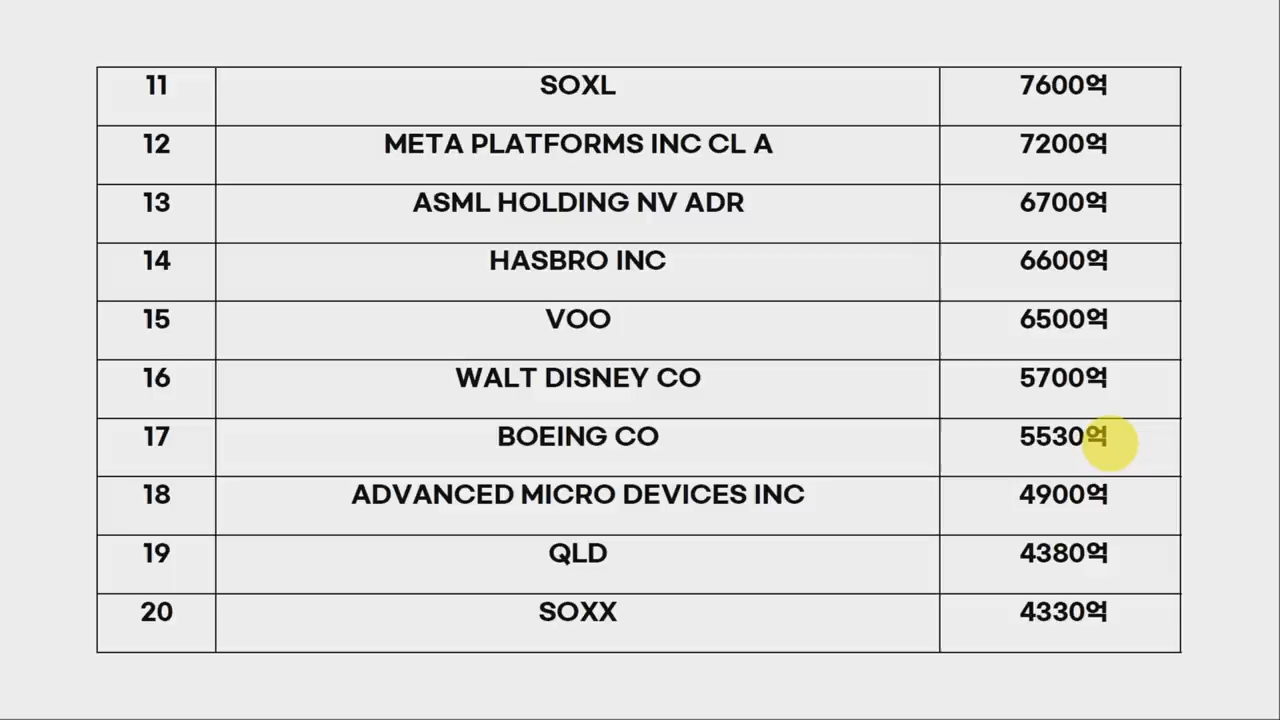 11 SOXL 7600억
12 META PLATFORMS INC CL A 7200억
13 ASML HOLDING NV ADR 6700억
14 HASBRO INC 6600억
15 VOO 6500억
16 WALT DISNEY CO 5700억
17 BOEING CO 5530억
18 ADVANCED MICRO DEVICES INC 4900억
19 QLD 4380억
20 SOXX 4330억